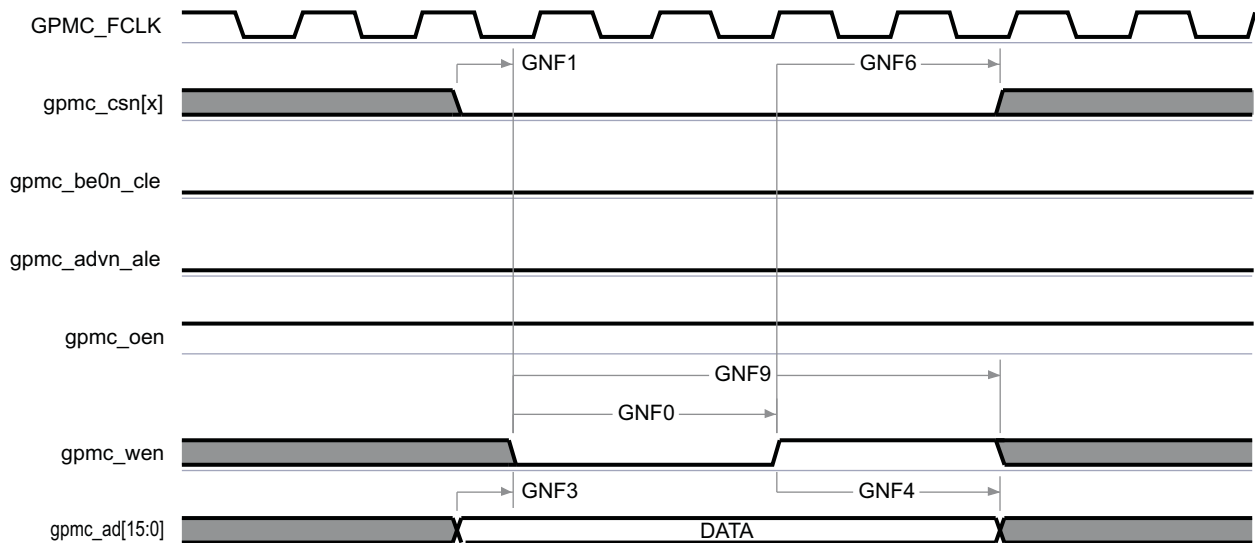 GPMC_FCLK
GNF1
GNF6
gpmc_csn[x]
gpmc_be0n_cle
gpmc_advn_ale
gpmc_oen
GNF9
GNF0
gpmc_wen
GNF3
GNF4
gpmc_ad[15:0]
DATA